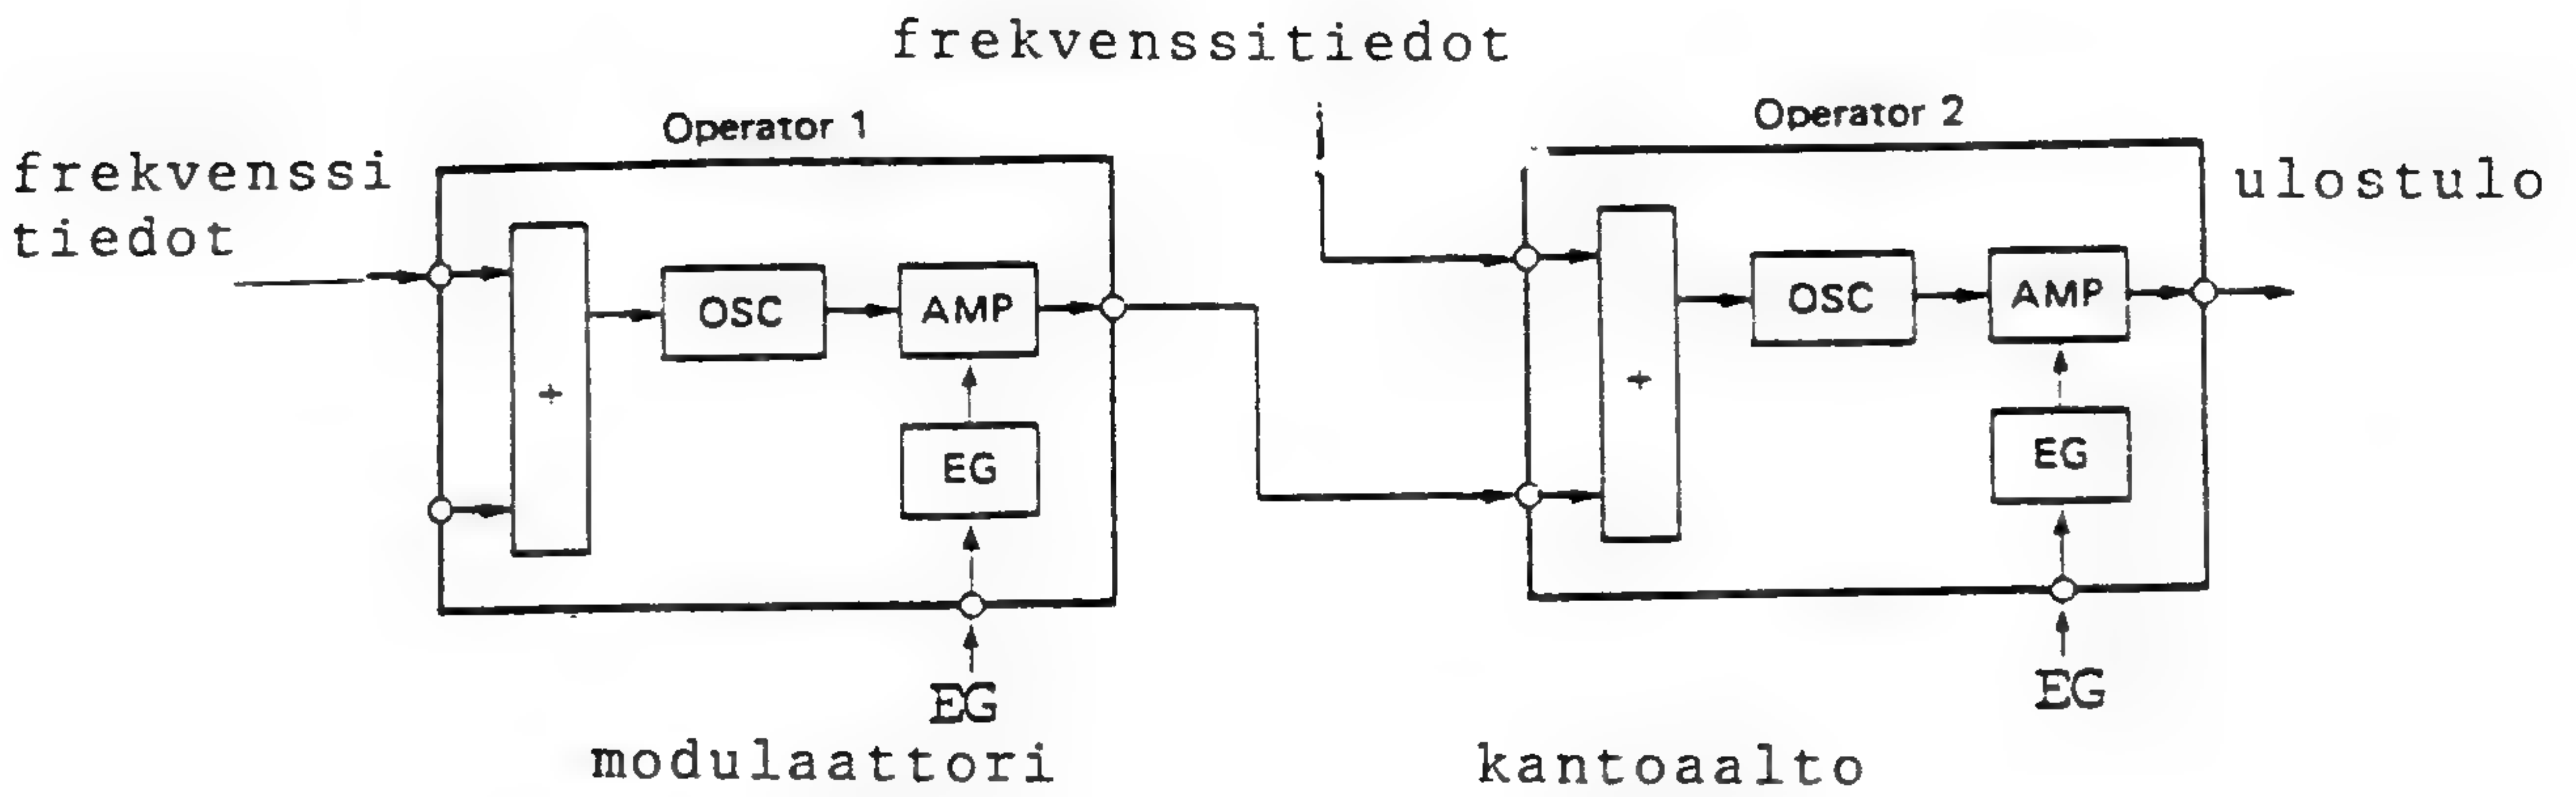 frekvenssitiedot
Operator 1
Operator 2
frekvenssi
tiedot
ulostulo
+
OSC
AMP
EG
+
OSC
AMP
EG
EG
EG
modulaattori
kantoaalto